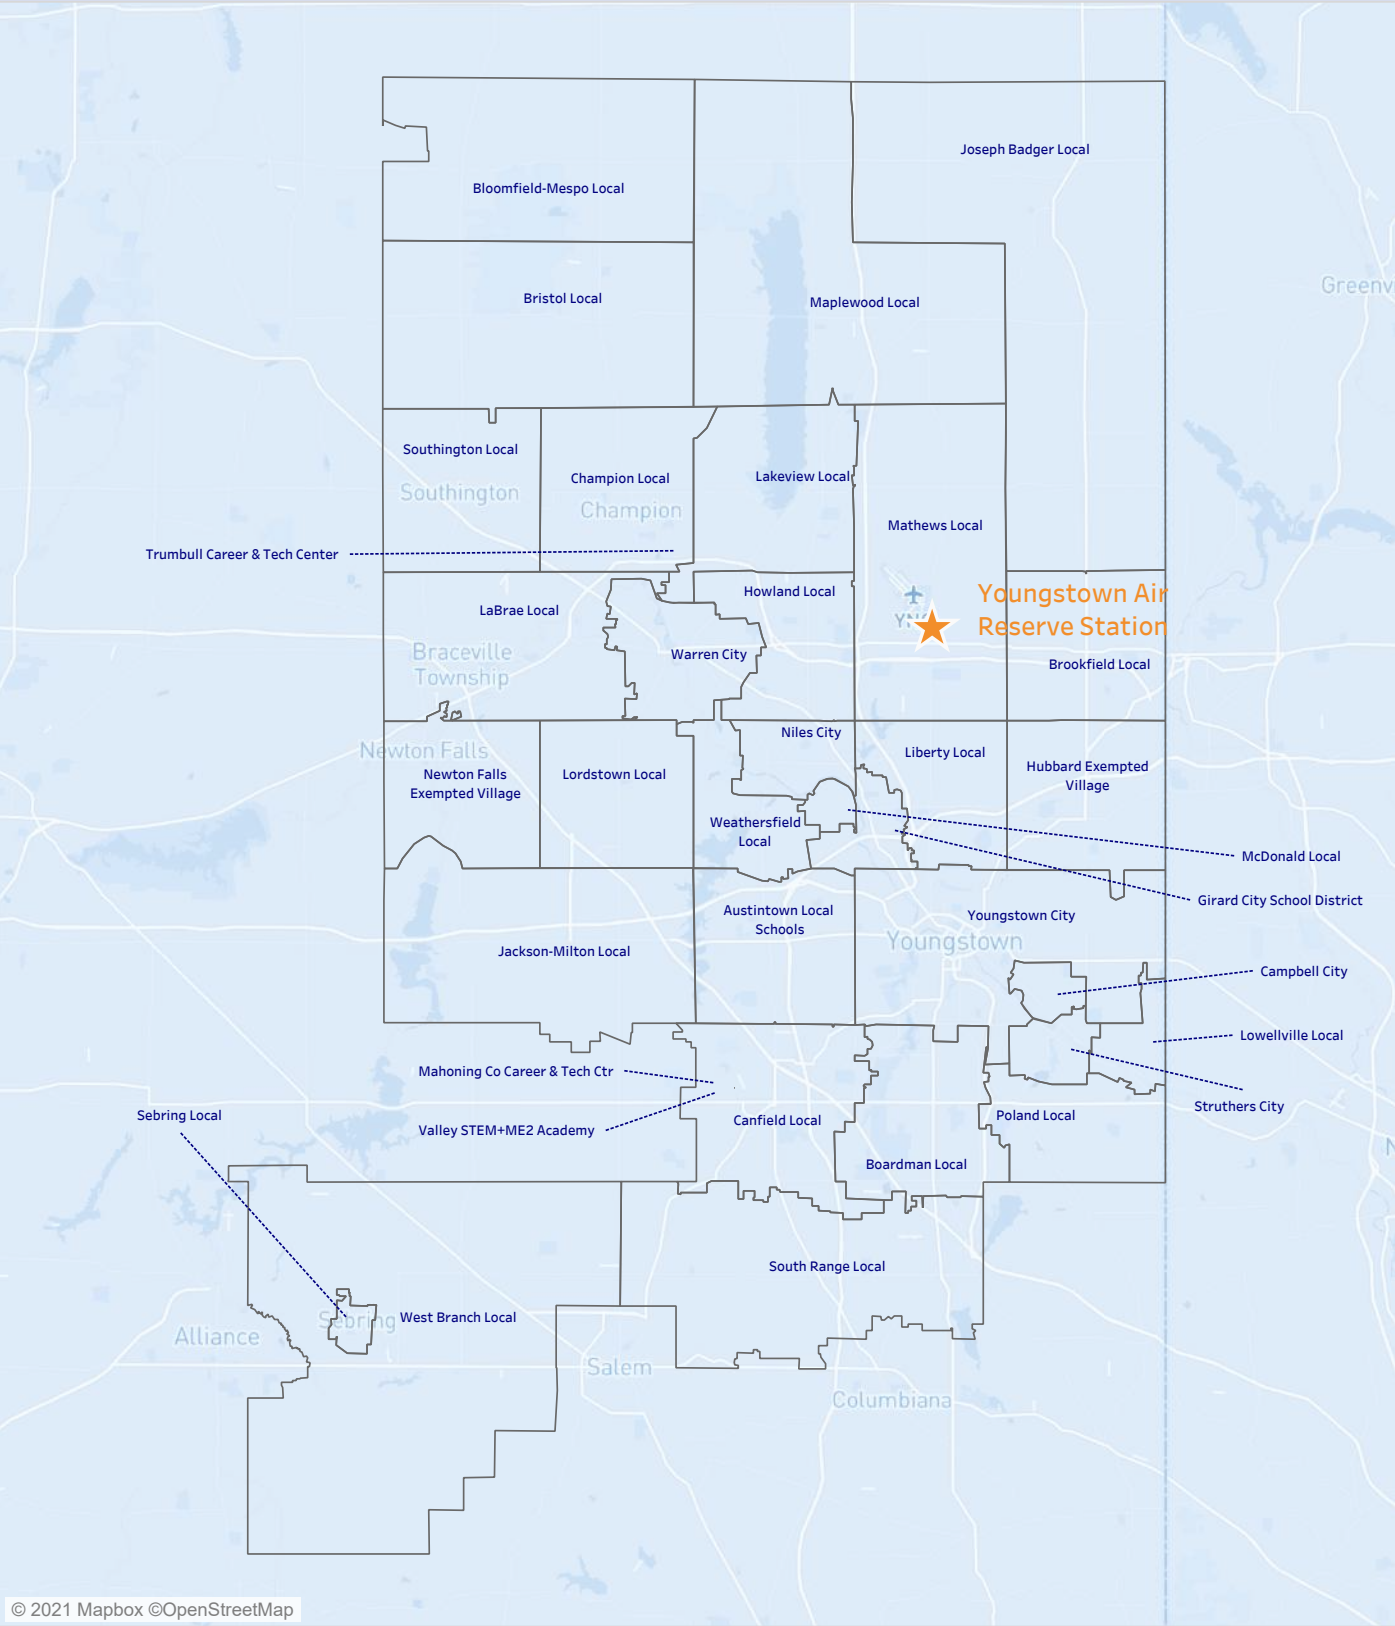 Joseph Badger Local
Bloomfield-Mespo Local
Bristol Local
Maplewood Local
Southington Local
Southington
Champion Local
Champion
Lakeview Local
Mathews Local
Trumbull Career & Tech Center
Howland Local
Youngstown Air
Reserve Station
LaBrae Local
Braceville
Township
Warren City
Brookfield Local
Newton Falls
Niles City
Liberty Local
Newton Falls
Exempted Village
Lordstown Local
Hubbard Exempted
Village
Weathersfield
Local
McDonald Local
Girard City School District
Austintown Local
Schools
Youngstown City
Youngstown
Jackson-Milton Local
Campbell City
Lowellville Local
Mahoning Co Career & Tech Ctr
Struthers City
Sebring Local
Valley STEM+ME2 Academy
Canfield Local
Poland Local
Boardman Local
South Range Local
West Branch Local
Sebring
Alliance
Salem
Columbiana
© 2021 Mapbox ©OpenStreetMap